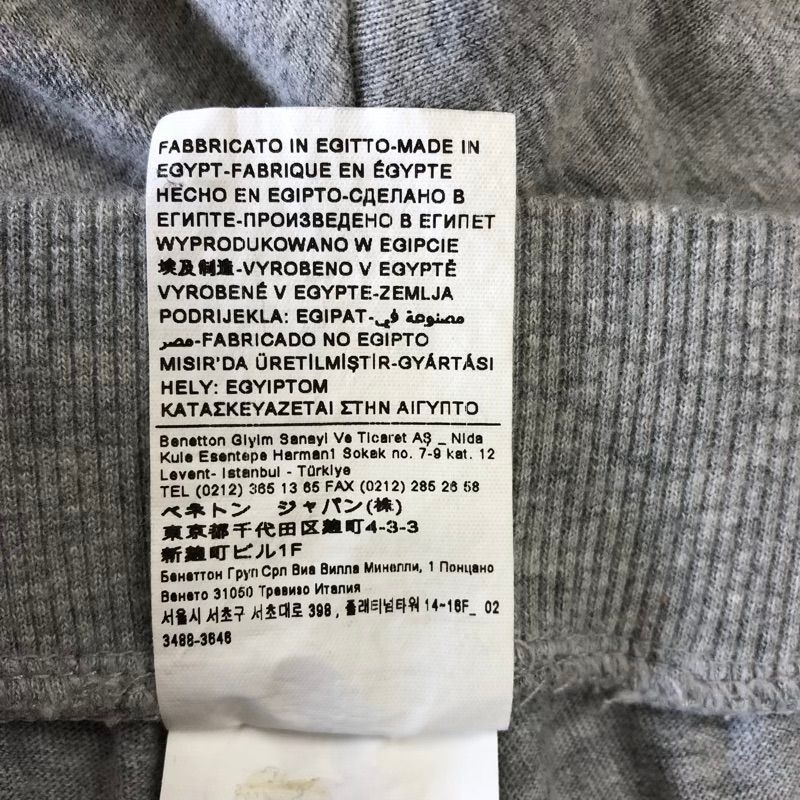 FABBRICATO IN EGITTO-MADE IN
EGYPT-FABRIQUE EN ÉGYPTE
HECHO EN EGIPTO-СДЕЛАНО В
ЕГИПТЕ-ПРОИЗВЕДЕНО В ЕГИПЕТ
WYPRODUKOWANO W EGIPCIE
埃及制造-VYROBENO V EGYPTĚ
VYROBENÉ V EGYPTE-ZEMLJA
PODRIJEKLA: EGIPAT-مصنوعة في
مصر-FABRICADO NO EGIPTO
MISIR'DA ÜRETİLMİŞTİR-GYÁRTÁSI
HELY: EGYIPTOM
ΚΑΤΑΣΚΕΥΑΖΕΤΑΙ ΣΤΗΝ ΑΙΓΥΠΤΟ
Benetton Giyim Sanayi Ve Ticaret AŞ _ Nida
Kule Esentepe Harman1 Sokak no. 7-9 kat. 12
Levent- Istanbul - Türkiye
TEL (0212) 365 13 65 FAX (0212) 285 26 58
ベネトン ジャパン(株)
東京都千代田区麹町4-3-3
新麹町ビル1F
Бенеттон Груп Срл Виа Вилла Минелли, 1 Понцано
Венето 31050 Тревизо Италия
서울시 서초구 서초대로 398, 플래티넘타워 14~16F_ 02
3488-3646